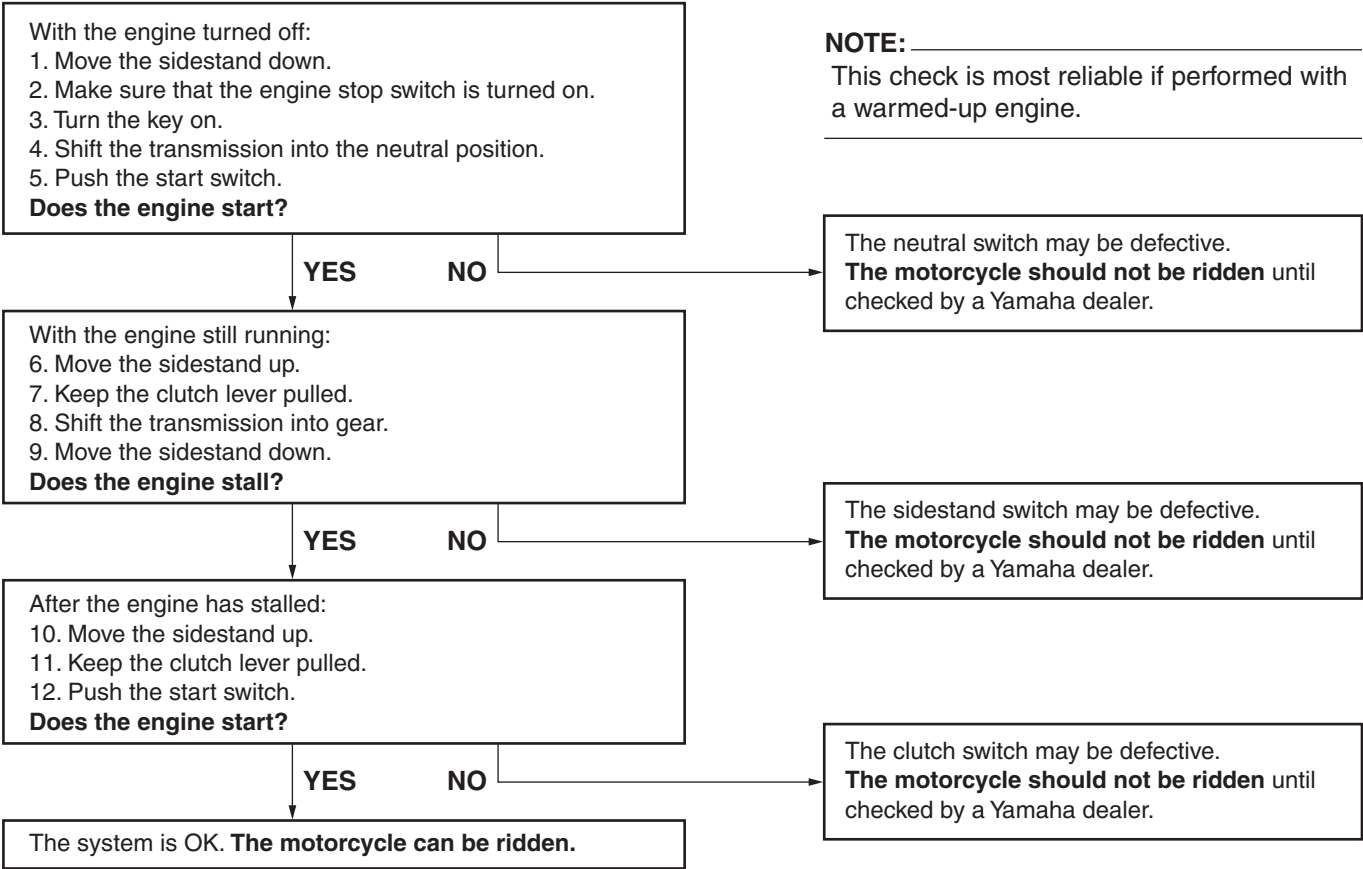 With the engine turned off:
1. Move the sidestand down.
2. Make sure that the engine stop switch is turned on.
3. Turn the key on.
4. Shift the transmission into the neutral position.
5. Push the start switch.
Does the engine start?
NOTE:
This check is most reliable if performed with
a warmed-up engine.
YES NO
The neutral switch may be defective.
The motorcycle should not be ridden until
checked by a Yamaha dealer.
With the engine still running:
6. Move the sidestand up.
7. Keep the clutch lever pulled.
8. Shift the transmission into gear.
9. Move the sidestand down.
Does the engine stall?
YES NO
The sidestand switch may be defective.
The motorcycle should not be ridden until
checked by a Yamaha dealer.
After the engine has stalled:
10. Move the sidestand up.
11. Keep the clutch lever pulled.
12. Push the start switch.
Does the engine start?
YES NO
The clutch switch may be defective.
The motorcycle should not be ridden until
checked by a Yamaha dealer.
The system is OK. The motorcycle can be ridden.